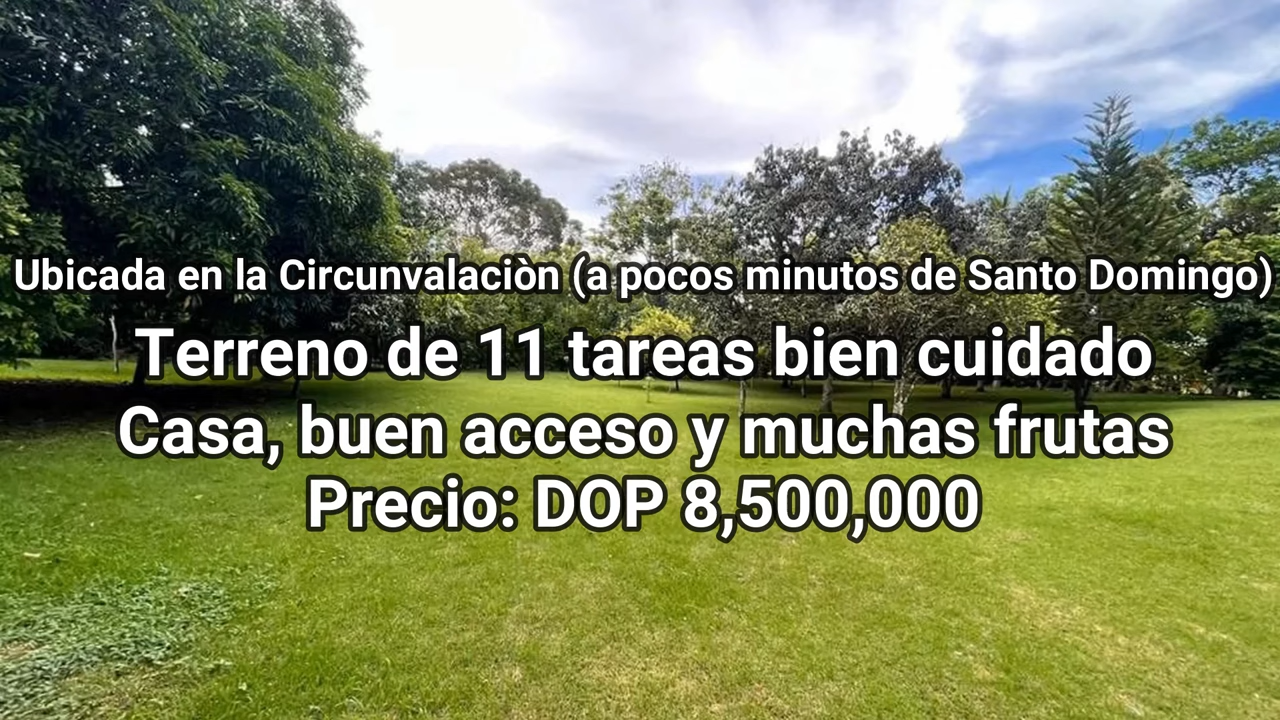 Ubicada en la Circunvalaciòn (a pocos minutos de Santo Domingo)
Terreno de 11 tareas bien cuidado
Casa, buen acceso y muchas frutas
Precio: DOP 8,500,000